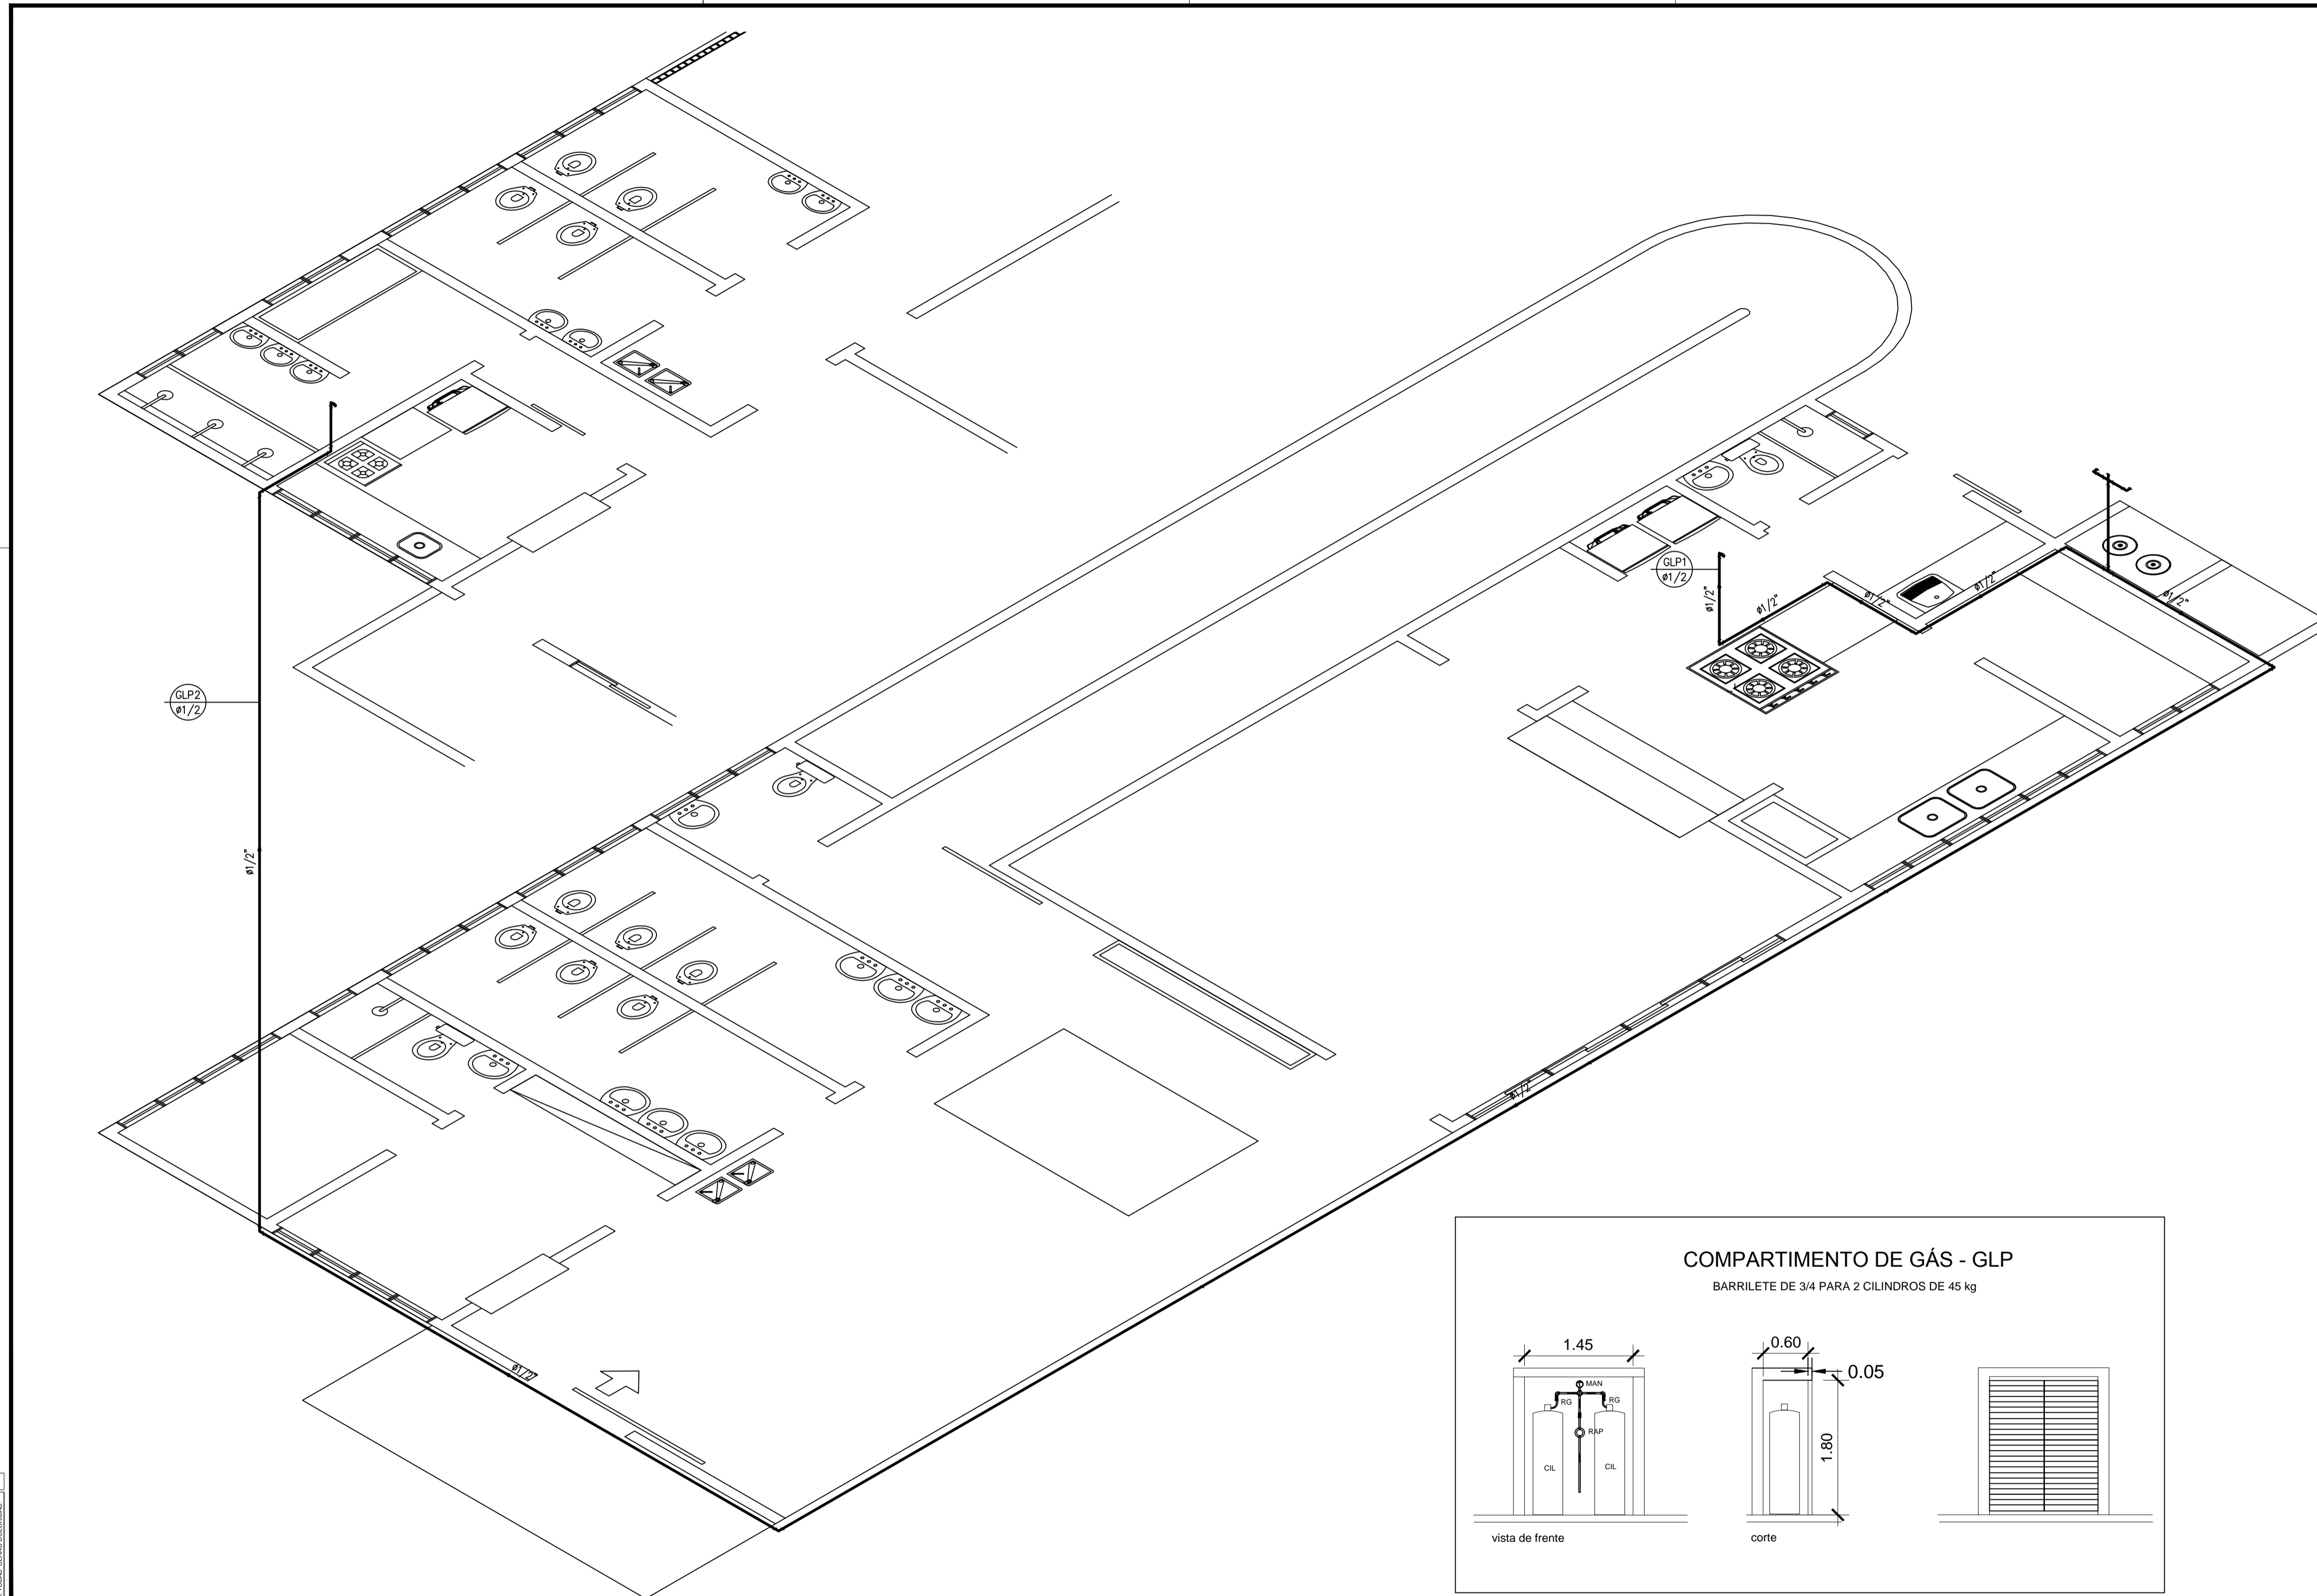 GLP1
ø1/2
ø1/2"
ø1/2"
ø1/2"
ø1/2"
ø1/2"
GLP2
ø1/2
ø1/2"
ø1/2"
ø1/2"
COMPARTIMENTO DE GÁS - GLP
BARRILETE DE 3/4 PARA 2 CILINDROS DE 45 kg
1.45
0.60
0.05
MAN
RG
RG
RAP
CIL
CIL
1.80
vista de frente
corte